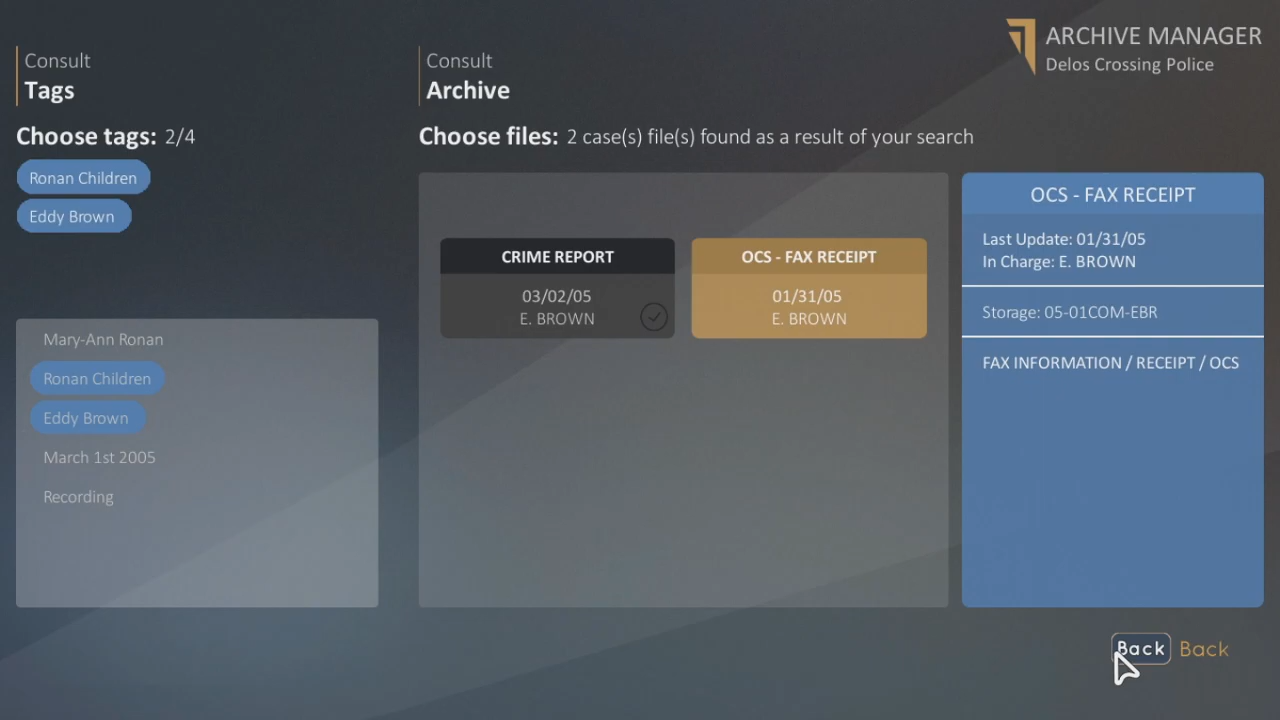 Consult
Tags
Choose tags: 2/4
Ronan Children
Eddy Brown
Mary-Ann Ronan
Ronan Children
Eddy Brown
March 1st 2005
Recording
Consult
Archive
Choose files: 2 case(s) file(s) found as a result of your search
CRIME REPORT
03/02/05
E. BROWN
OCS - FAX RECEIPT
01/31/05
E. BROWN
ARCHIVE MANAGER
Delos Crossing Police
OCS - FAX RECEIPT
Last Update: 01/31/05
In Charge: E. BROWN
Storage: 05-01COM-EBR
FAX INFORMATION / RECEIPT / OCS
Back Back